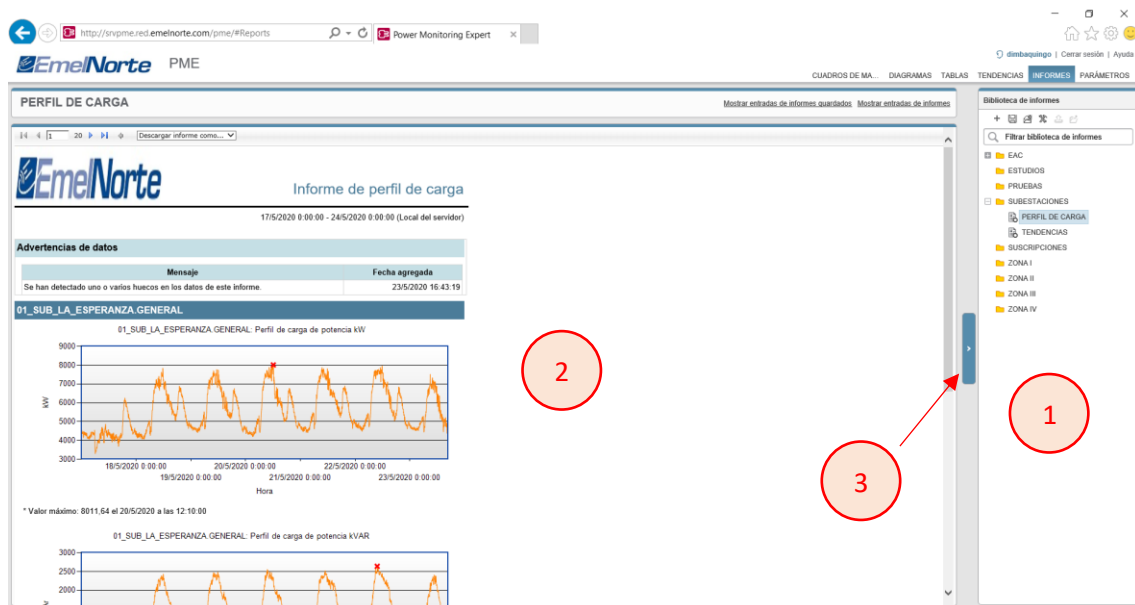 http://srvpme.red.emelnorte.com/pme/#Reports
Power Monitoring Expert
EmelNorte PME
dimbaquingo | Cerrar sesión | Ayuda
CUADROS DE MA... DIAGRAMAS TABLAS TENDENCIAS INFORMES PARÁMETROS
PERFIL DE CARGA
Mostrar entradas de informes guardados Mostrar entradas de informes
1 20 Descargar informe como...
EmelNorte
Informe de perfil de carga
17/5/2020 0:00:00 - 24/5/2020 0:00:00 (Local del servidor)
Advertencias de datos
Mensaje Fecha agregada
Se han detectado uno o varios huecos en los datos de este informe. 23/5/2020 16:43:19
01_SUB_LA_ESPERANZA.GENERAL
01_SUB_LA_ESPERANZA.GENERAL: Perfil de carga de potencia kW
9000
8000
7000
6000
5000
4000
3000
kW
18/5/2020 0:00:00 20/5/2020 0:00:00 22/5/2020 0:00:00
19/5/2020 0:00:00 21/5/2020 0:00:00 23/5/2020 0:00:00
Hora
* Valor máximo: 8011,64 el 20/5/2020 a las 12:10:00
01_SUB_LA_ESPERANZA.GENERAL: Perfil de carga de potencia kVAR
3000
2500
2000
2
3
Biblioteca de informes
Filtrar biblioteca de informes
EAC
ESTUDIOS
PRUEBAS
SUBESTACIONES
PERFIL DE CARGA
TENDENCIAS
SUSCRIPCIONES
ZONA I
ZONA II
ZONA III
ZONA IV
1